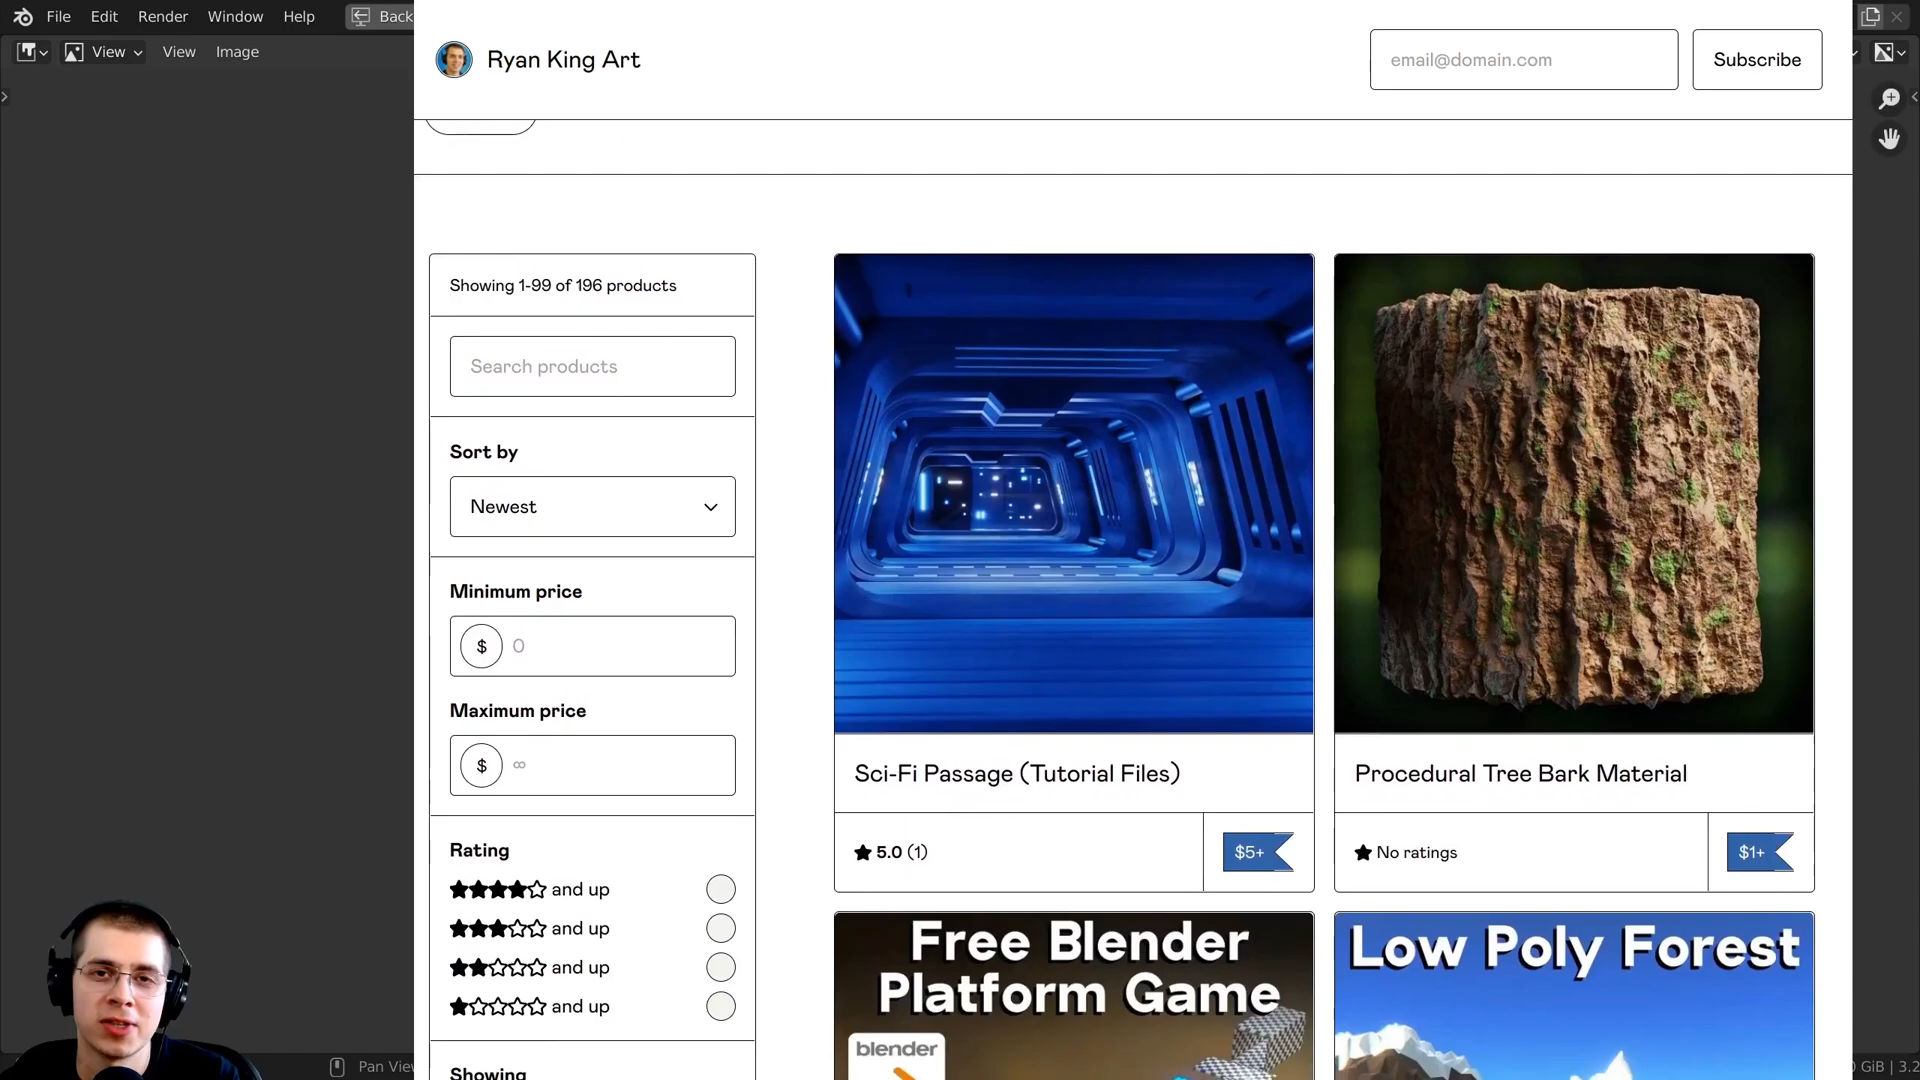 File Edit Render Window Help Back
View View Image
Ryan King Art
email@domain.com
Subscribe
Showing 1-99 of 196 products
Search products
Sort by
Newest
Minimum price
$ 0
Maximum price
$ ∞
Rating
and up
and up
and up
and up
Showing
Sci-Fi Passage (Tutorial Files)
5.0 (1)
$5+
Procedural Tree Bark Material
No ratings
$1+
Free Blender
Platform Game
blender
Low Poly Forest
Pan View
GiB | 3.2